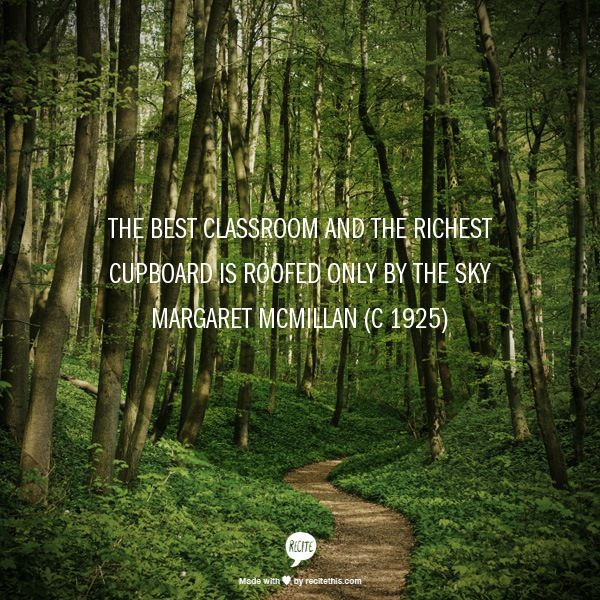 THE BEST CLASSROOM AND THE RICHEST
CUPBOARD IS ROOFED ONLY BY THE SKY
MARGARET MCMILLAN (C 1925)
RECITE
Made with ♥ by recitethis.com